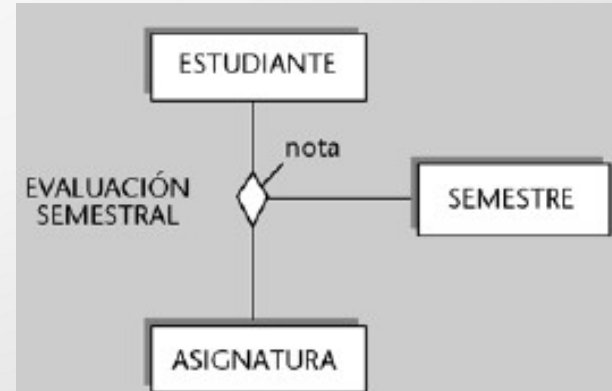 ESTUDIANTE
nota
EVALUACIÓN
SEMESTRAL
SEMESTRE
ASIGNATURA